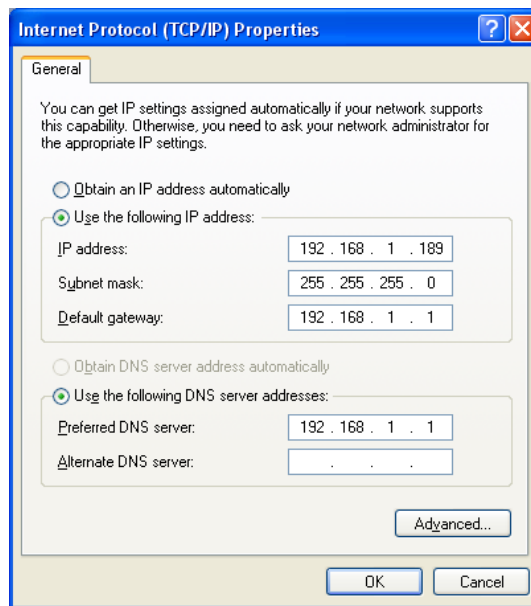 Internet Protocol (TCP/IP) Properties
General
You can get IP settings assigned automatically if your network supports
this capability. Otherwise, you need to ask your network administrator for
the appropriate IP settings.
Obtain an IP address automatically
Use the following IP address:
IP address: 192 . 168 . 1 . 189
Subnet mask: 255 . 255 . 255 . 0
Default gateway: 192 . 168 . 1 . 1
Obtain DNS server address automatically
Use the following DNS server addresses:
Preferred DNS server: 192 . 168 . 1 . 1
Alternate DNS server: . . .
Advanced...
OK Cancel